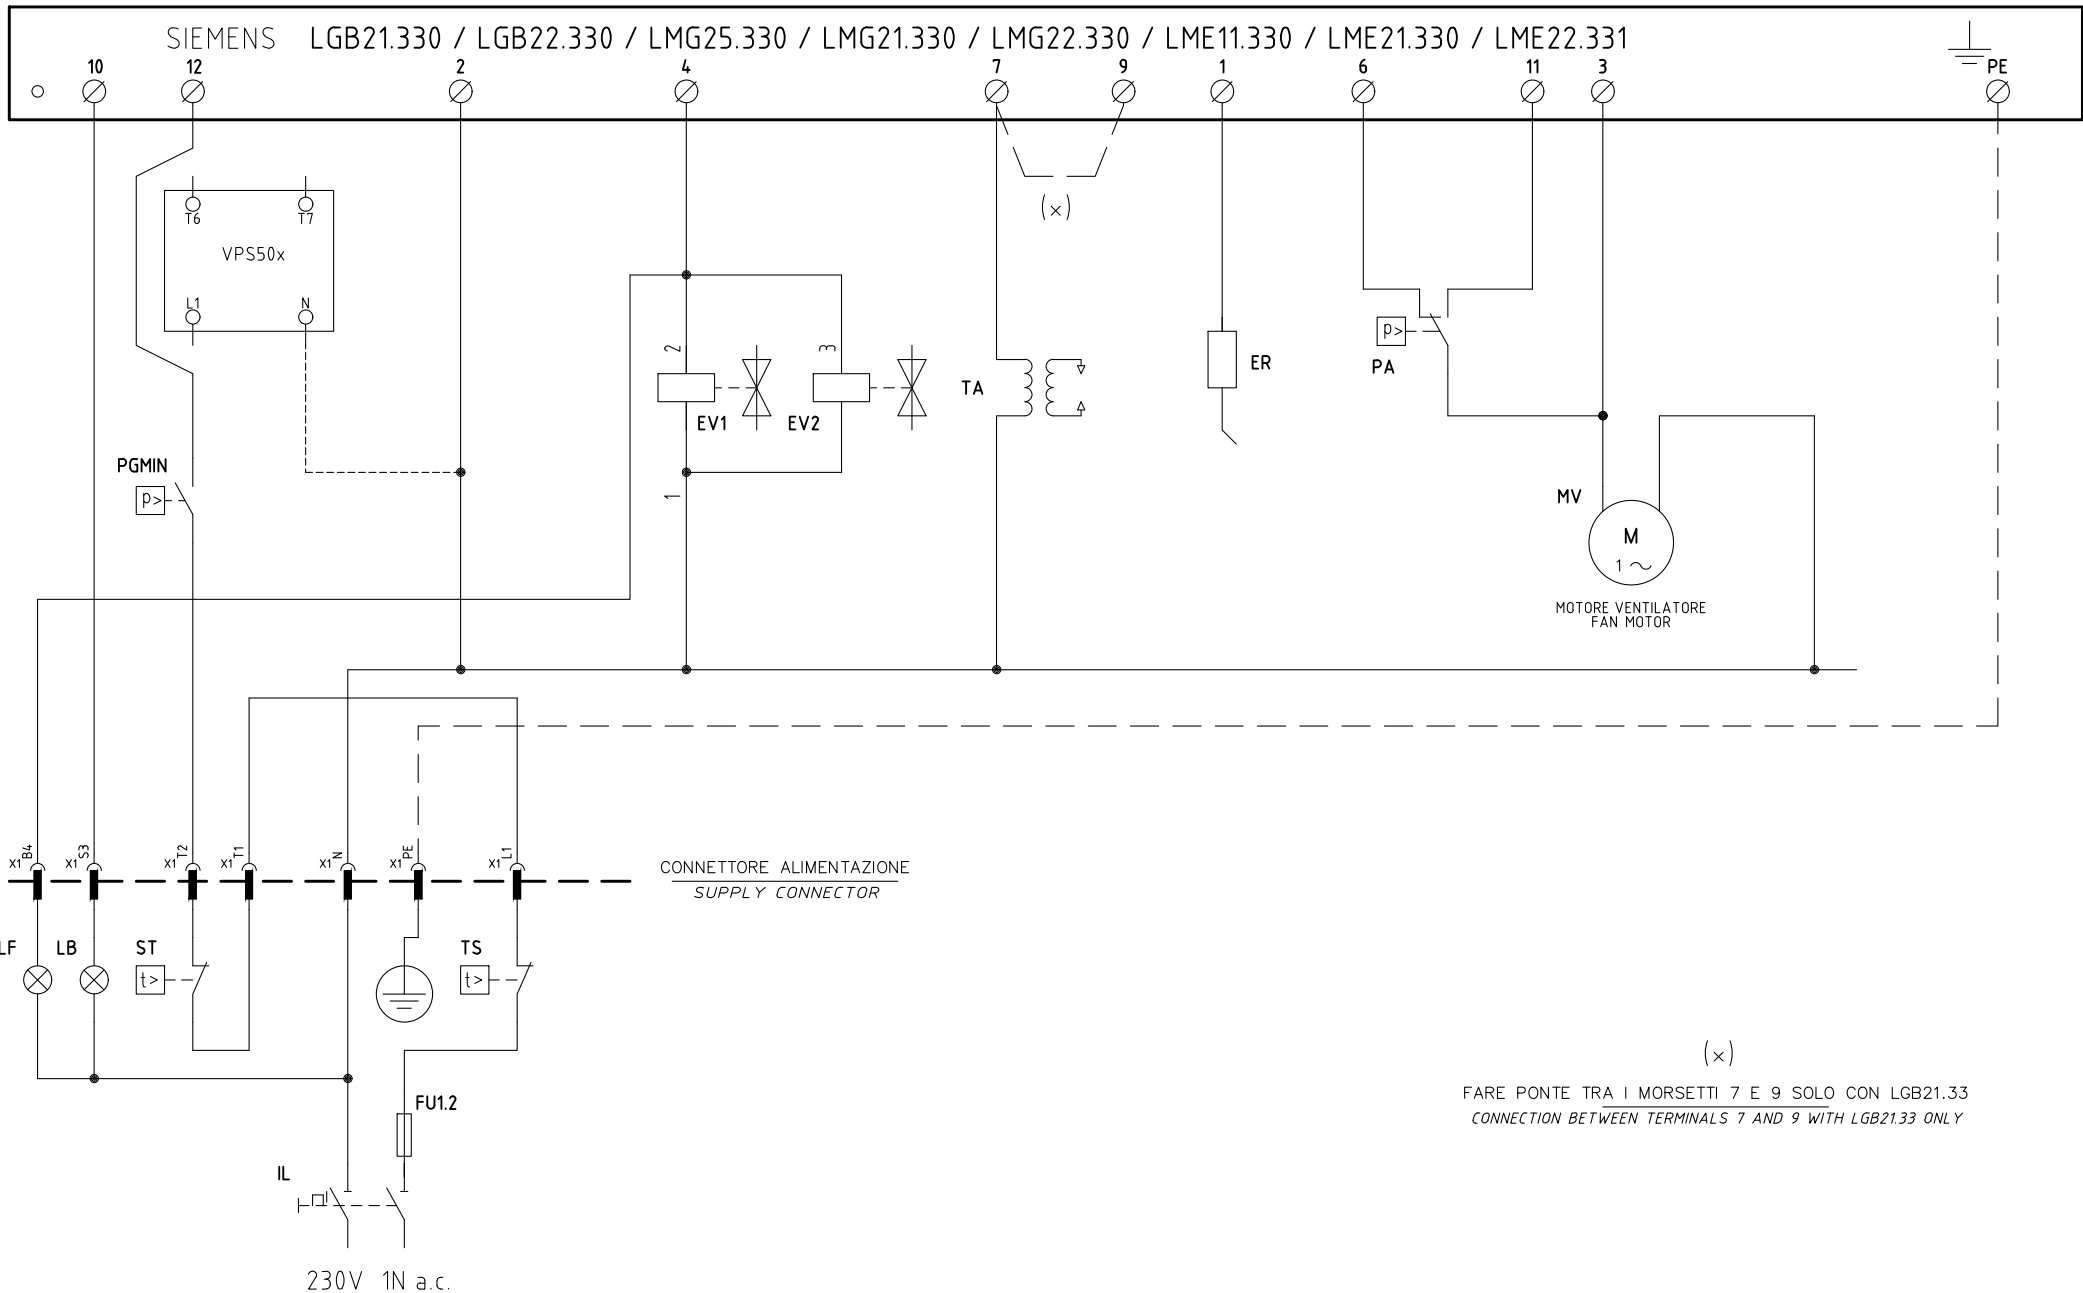 SIEMENS LGB21.330 / LGB22.330 / LMG25.330 / LMG21.330 / LMG22.330 / LME11.330 / LME21.330 / LME22.331
10 12 2 4 7 9 1 6 11 3 PE
(x)
T6 T7
VPS50x
L1 N
2 3
p>
PA
ER
TA
EV1 EV2
PGMIN
p>
1
MV
M
1~
MOTORE VENTILATORE
FAN MOTOR
X1 B4 X1 S3 X1 T2 X1 T1 X1 N X1 PE X1 L1
CONNETTORE ALIMENTAZIONE
SUPPLY CONNECTOR
LF LB ST TS
t> t>
(x)
FARE PONTE TRA I MORSETTI 7 E 9 SOLO CON LGB21.33
CONNECTION BETWEEN TERMINALS 7 AND 9 WITH LGB21.33 ONLY
FU1.2
IL
230V 1N a.c.